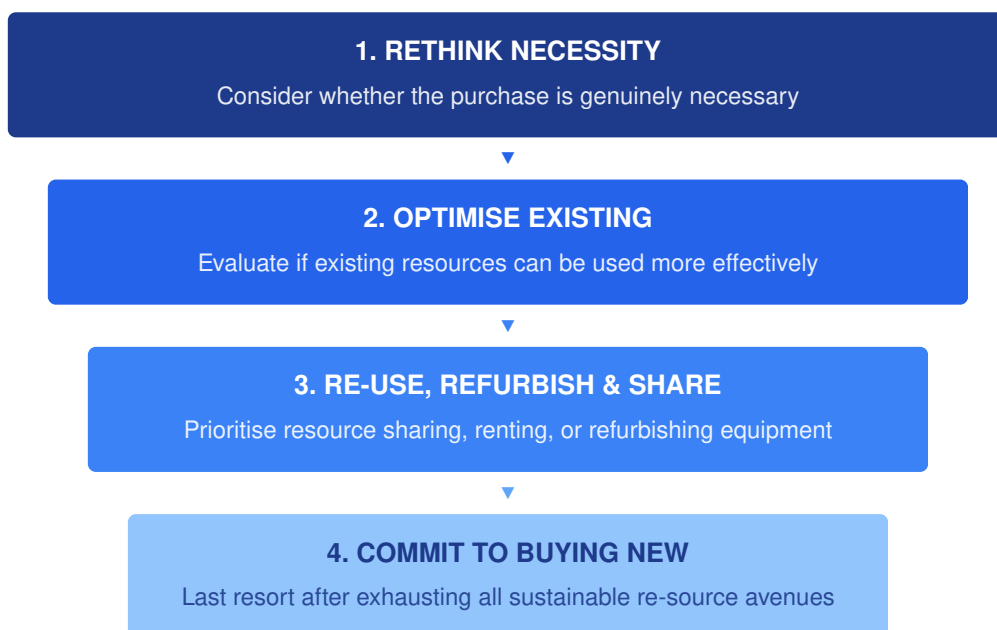 1. RETHINK NECESSITY
Consider whether the purchase is genuinely necessary
2. OPTIMISE EXISTING
Evaluate if existing resources can be used more effectively
3. RE-USE, REFURBISH & SHARE
Prioritise resource sharing, renting, or refurbishing equipment
4. COMMIT TO BUYING NEW
Last resort after exhausting all sustainable re-source avenues